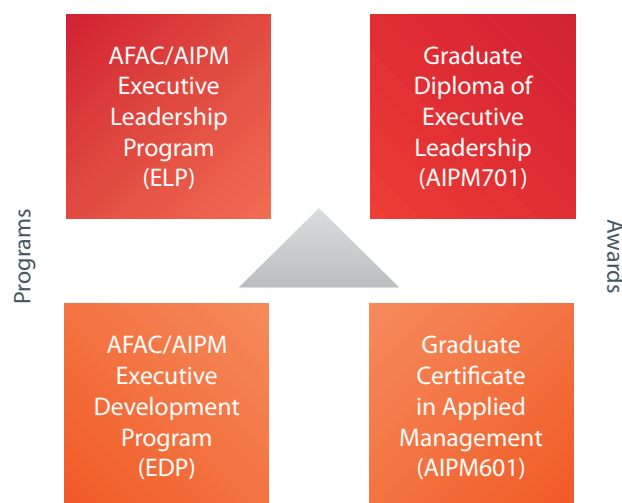 AFAC/AIPM
Executive
Leadership
Program
(ELP)
Graduate
Diploma of
Executive
Leadership
(AIPM701)
Programs
Awards
AFAC/AIPM
Executive
Development
Program
(EDP)
Graduate
Certificate
in Applied
Management
(AIPM601)